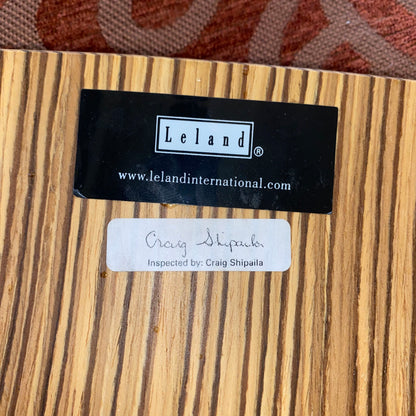 Leland®
www.lelandinternational.com
Craig Shipaila
Inspected by: Craig Shipaila